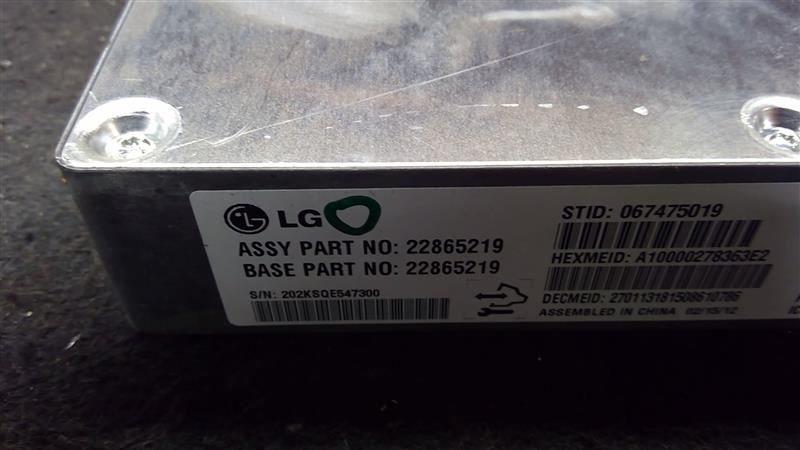 LG
ASSY PART NO: 22865219
BASE PART NO: 22865219
S/N: 202KSQE547300
STID: 067475019
HEXMEID: A10000278363E2
DECMEID: 270113181508610786
ASSEMBLED IN CHINA 02/15/12